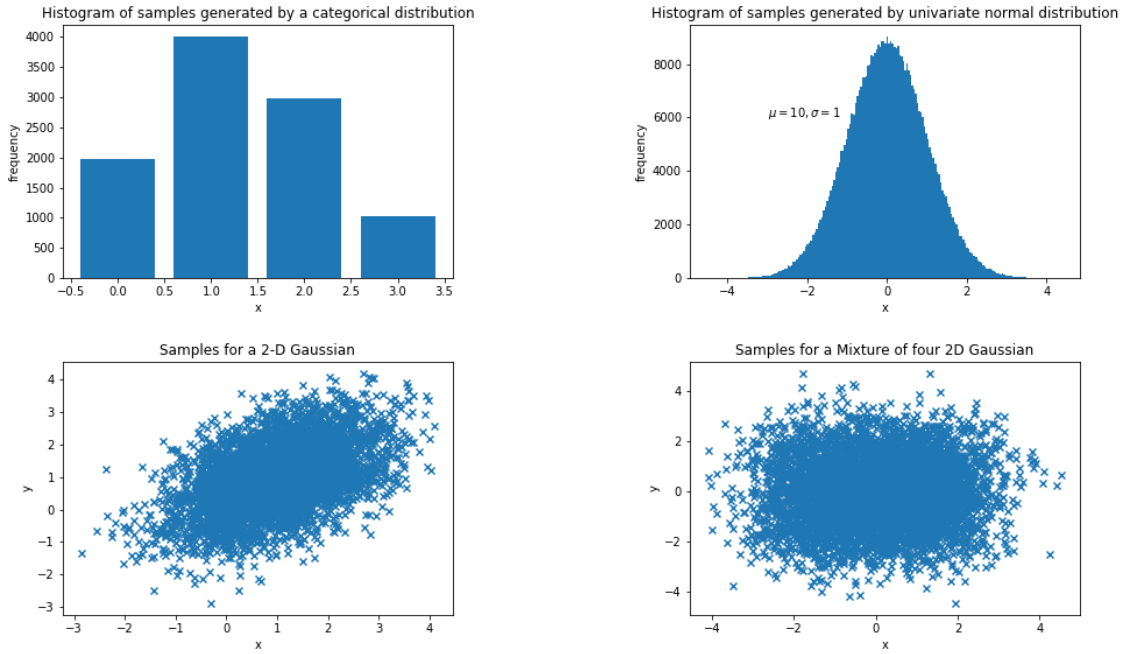 Histogram of samples generated by a categorical distribution
4000
3500
3000
2500
2000
1500
1000
500
0
frequency
−0.5 0.0 0.5 1.0 1.5 2.0 2.5 3.0 3.5
x
Histogram of samples generated by univariate normal distribution
8000
6000
4000
2000
0
frequency
μ = 10, σ = 1
−4 −2 0 2 4
x
Samples for a 2-D Gaussian
4
3
2
1
0
−1
−2
−3
y
−3 −2 −1 0 1 2 3 4
x
Samples for a Mixture of four 2D Gaussian
4
2
0
−2
−4
y
−4 −2 0 2 4
x